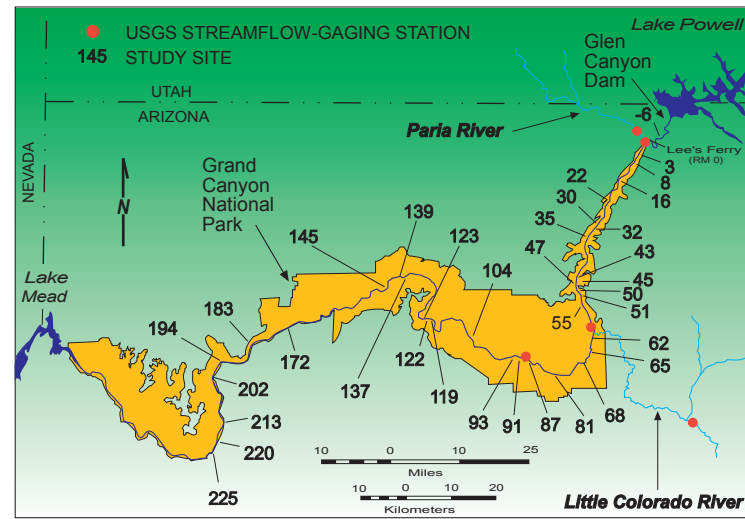 USGS STREAMFLOW-GAGING STATION
145 STUDY SITE
Lake Powell
Glen
Canyon
Dam
UTAH
ARIZONA
NEVADA
Paria River
-6
Lee's Ferry
(RM 0)
3
8
16
22
30
35
32
43
47
45
50
51
55
62
65
68
Grand
Canyon
National
Park
N
139
145
123
104
Lake
Mead
183
194
172
122
137
119
93
91
87
81
202
213
220
225
10 0 25
Miles
10 0 10 20
Kilometers
Little Colorado River